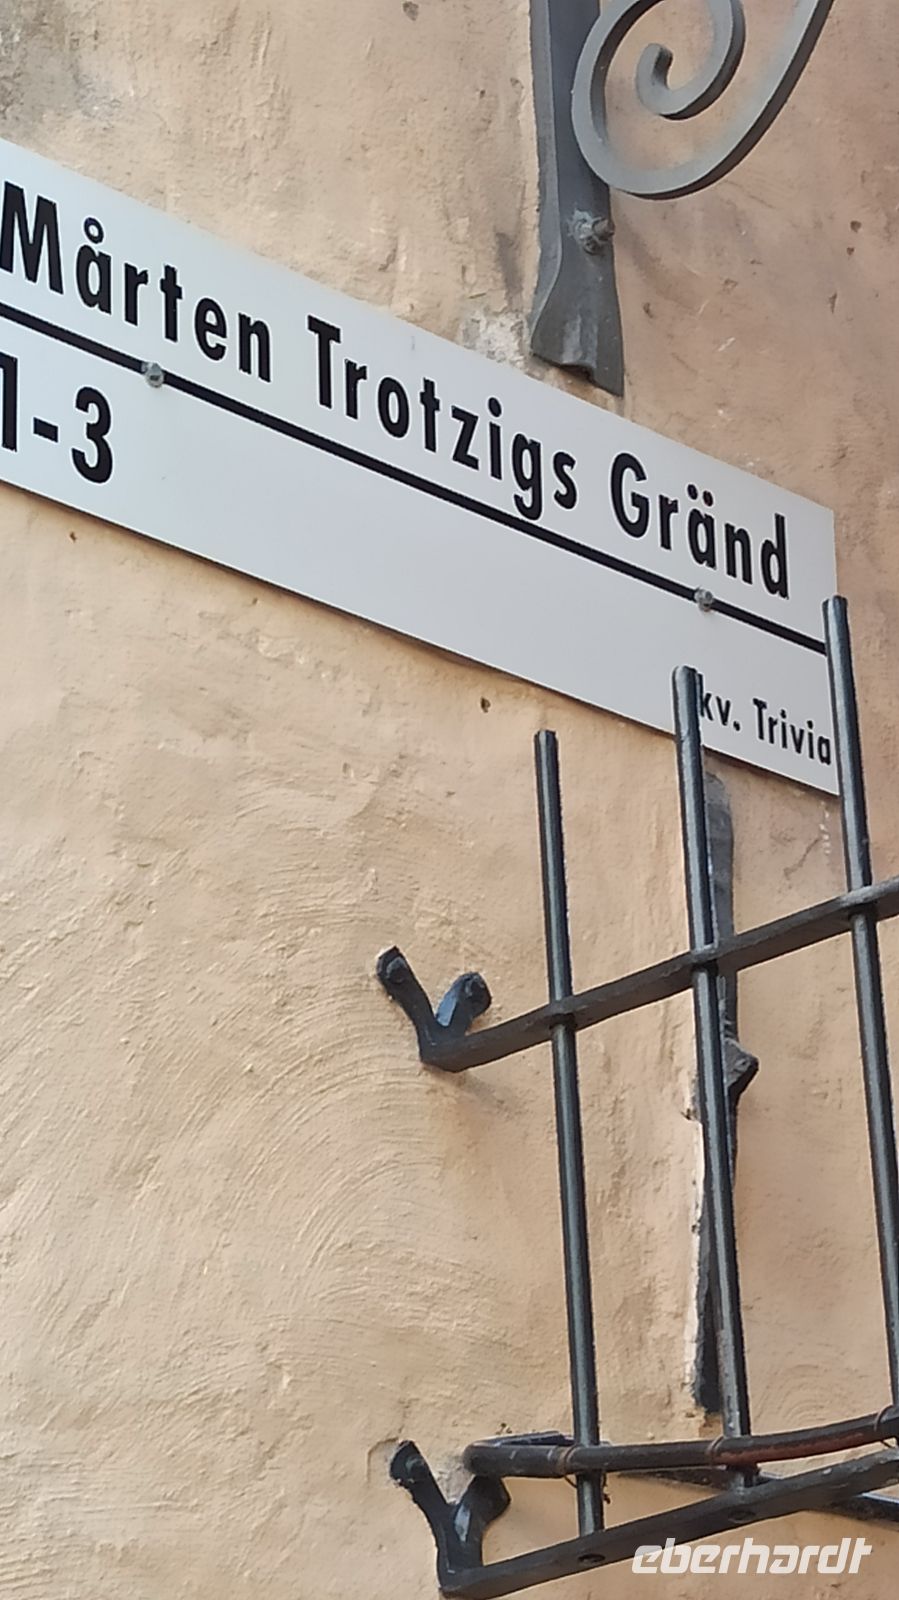 Mårten Trotzigs Gränd
1-3
kv. Trivia
eberhardt